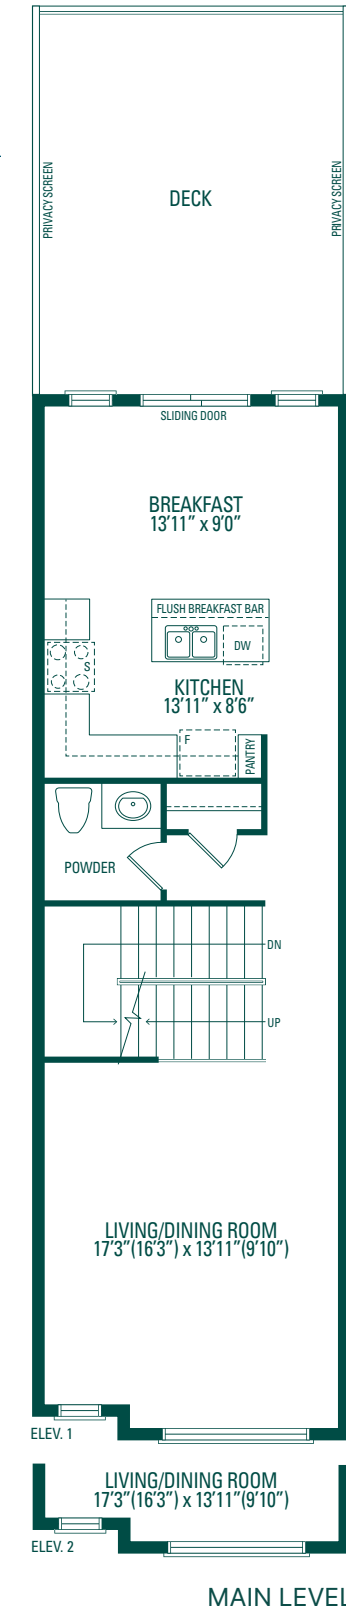 PRIVACY SCREEN
DECK
PRIVACY SCREEN
SLIDING DOOR
BREAKFAST
13'11" x 9'0"
FLUSH BREAKFAST BAR
DW
S
KITCHEN
13'11" x 8'6"
F
PANTRY
POWDER
DN
UP
LIVING/DINING ROOM
17'3"(16'3") x 13'11"(9'10")
ELEV. 1
LIVING/DINING ROOM
17'3"(16'3") x 13'11"(9'10")
ELEV. 2
MAIN LEVEL